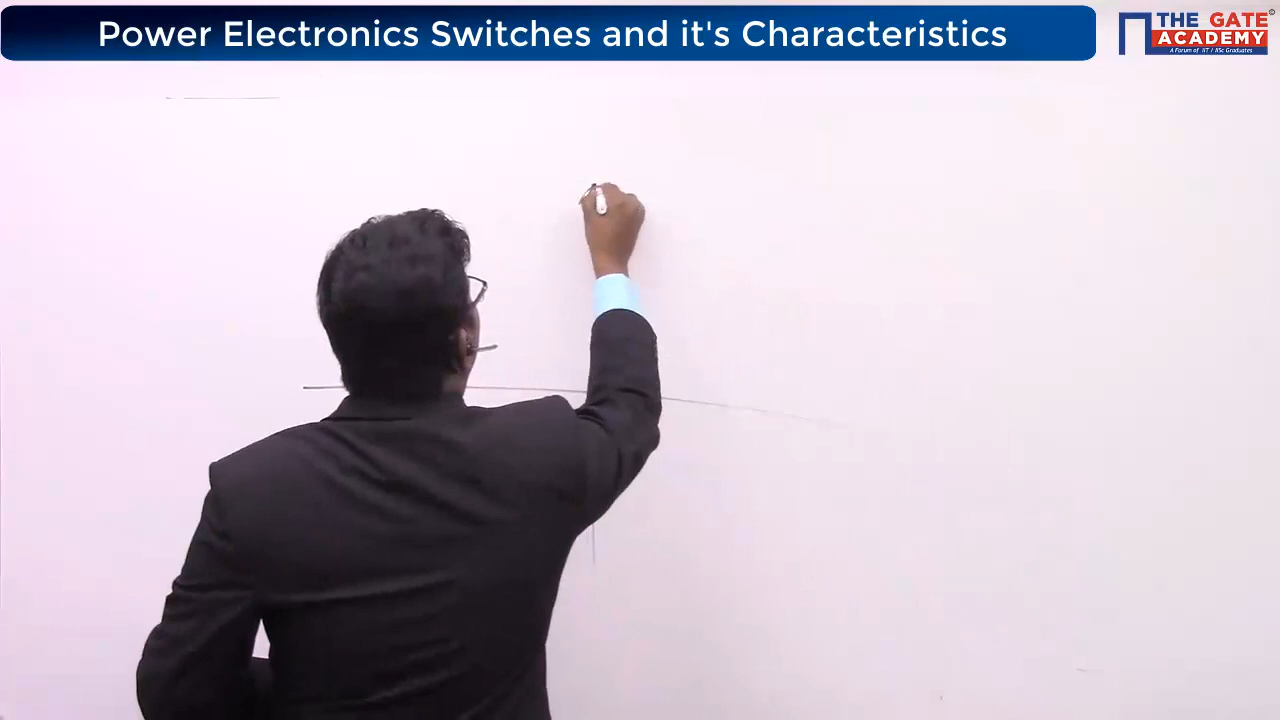 Power Electronics Switches and it's Characteristics
THE GATE
ACADEMY
A Forum of IIT / IISc Graduates
©